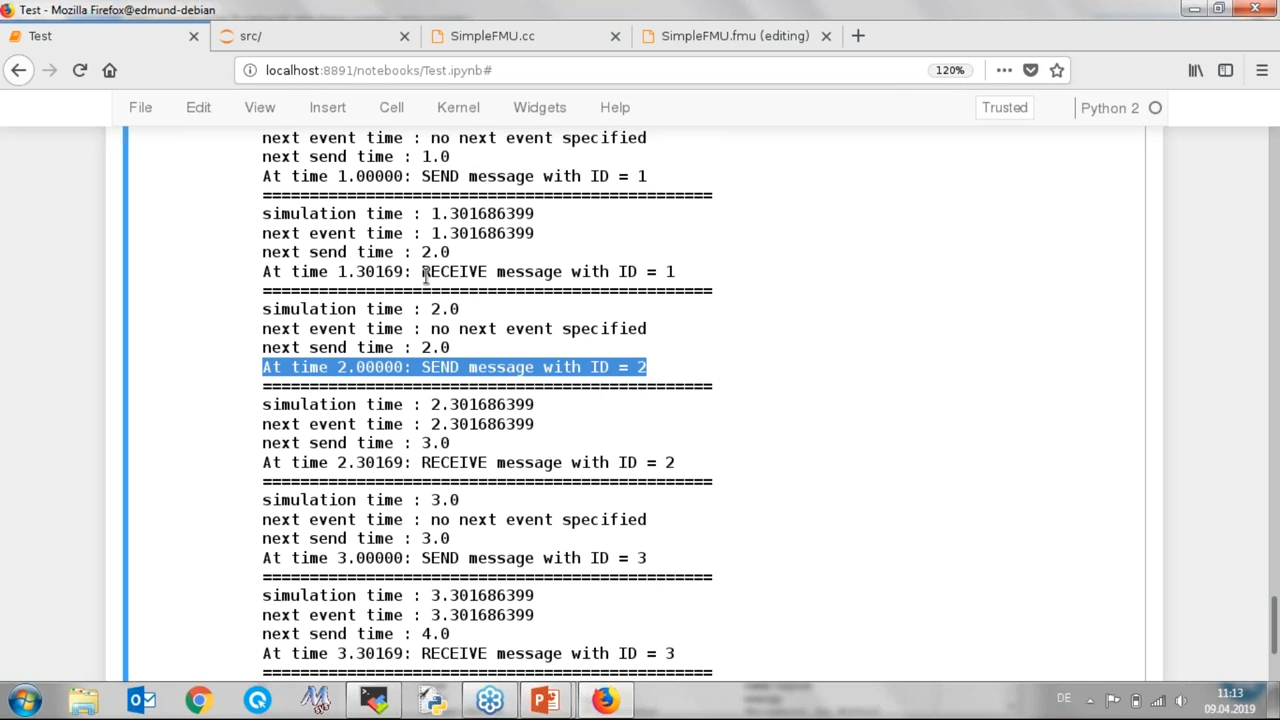 Test - Mozilla Firefox@edmund-debian
Test
src/
SimpleFMU.cc
SimpleFMU.fmu (editing)
localhost:8891/notebooks/Test.ipynb#
120%
File Edit View Insert Cell Kernel Widgets Help
Trusted
Python 2
next event time : no next event specified
next send time : 1.0
At time 1.00000: SEND message with ID = 1
================================================
simulation time : 1.301686399
next event time : 1.301686399
next send time : 2.0
At time 1.30169: RECEIVE message with ID = 1
================================================
simulation time : 2.0
next event time : no next event specified
next send time : 2.0
At time 2.00000: SEND message with ID = 2
================================================
simulation time : 2.301686399
next event time : 2.301686399
next send time : 3.0
At time 2.30169: RECEIVE message with ID = 2
================================================
simulation time : 3.0
next event time : no next event specified
next send time : 3.0
At time 3.00000: SEND message with ID = 3
================================================
simulation time : 3.301686399
next event time : 3.301686399
next send time : 4.0
At time 3.30169: RECEIVE message with ID = 3
================================================
DE
11:13
09.04.2019